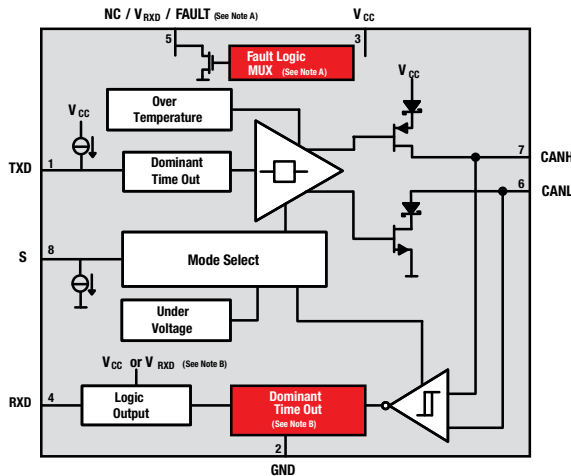 NC / VRXD / FAULT (See Note A)
VCC
5
3
Fault Logic
MUX (See Note A)
VCC
Over
Temperature
VCC
TXD
1
Dominant
Time Out
7
CANH
6
CANL
S
8
Mode Select
Under
Voltage
VCC or VRXD (See Note B)
RXD
4
Logic
Output
Dominant
Time Out
(See Note B)
2
GND